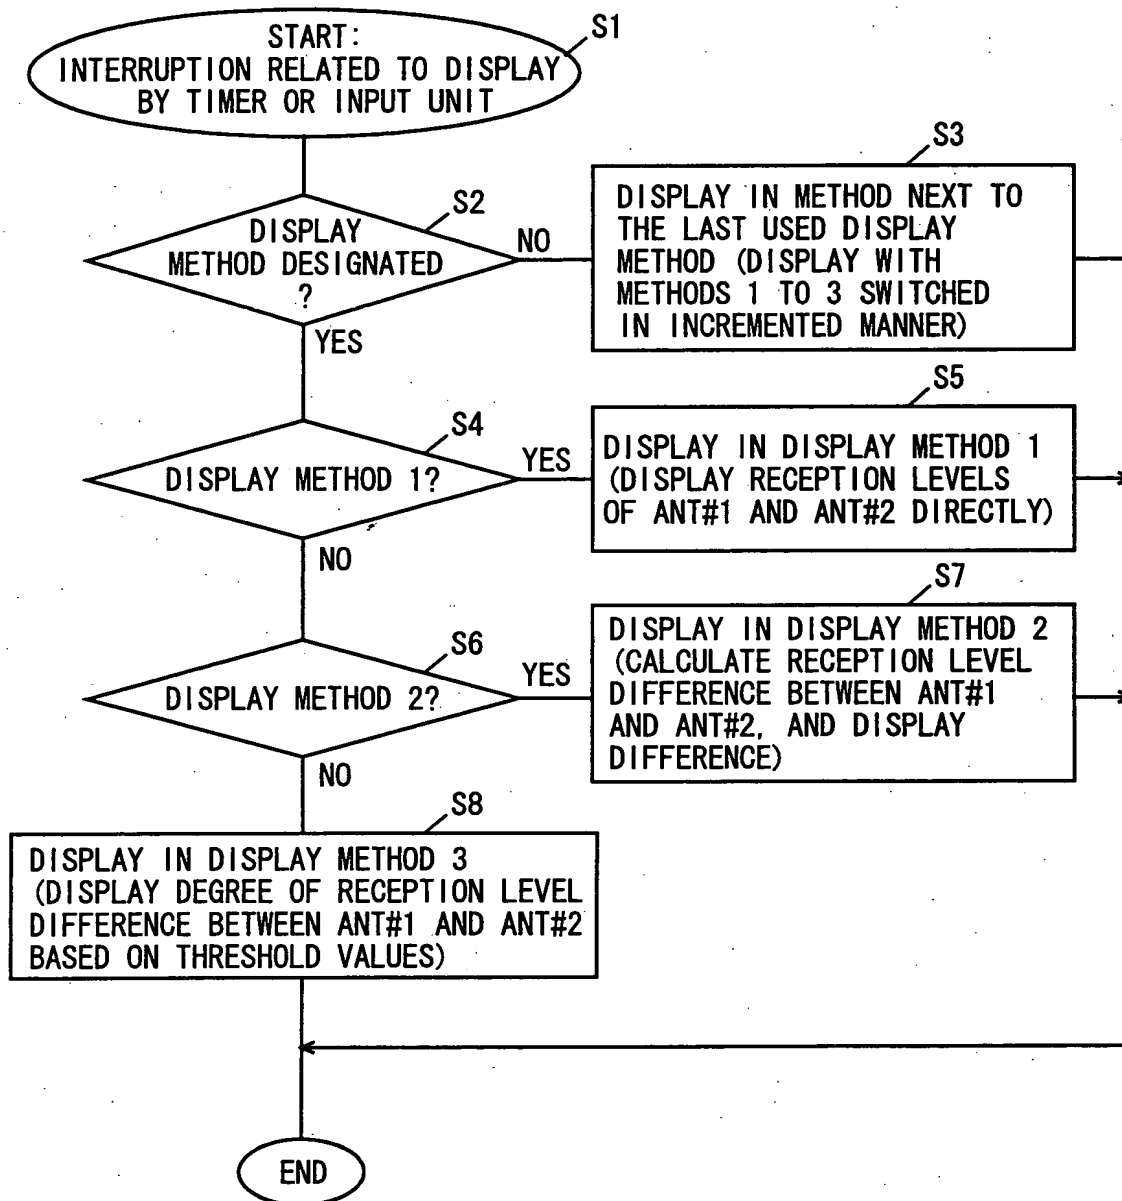 START:
INTERRUPTION RELATED TO DISPLAY
BY TIMER OR INPUT UNIT
S1
S2
DISPLAY
METHOD DESIGNATED
?
NO
YES
S3
DISPLAY IN METHOD NEXT TO
THE LAST USED DISPLAY
METHOD (DISPLAY WITH
METHODS 1 TO 3 SWITCHED
IN INCREMENTED MANNER)
S4
DISPLAY METHOD 1?
YES
NO
S5
DISPLAY IN DISPLAY METHOD 1
(DISPLAY RECEPTION LEVELS
OF ANT#1 AND ANT#2 DIRECTLY)
S6
DISPLAY METHOD 2?
YES
NO
S7
DISPLAY IN DISPLAY METHOD 2
(CALCULATE RECEPTION LEVEL
DIFFERENCE BETWEEN ANT#1
AND ANT#2, AND DISPLAY
DIFFERENCE)
S8
DISPLAY IN DISPLAY METHOD 3
(DISPLAY DEGREE OF RECEPTION LEVEL
DIFFERENCE BETWEEN ANT#1 AND ANT#2
BASED ON THRESHOLD VALUES)
END